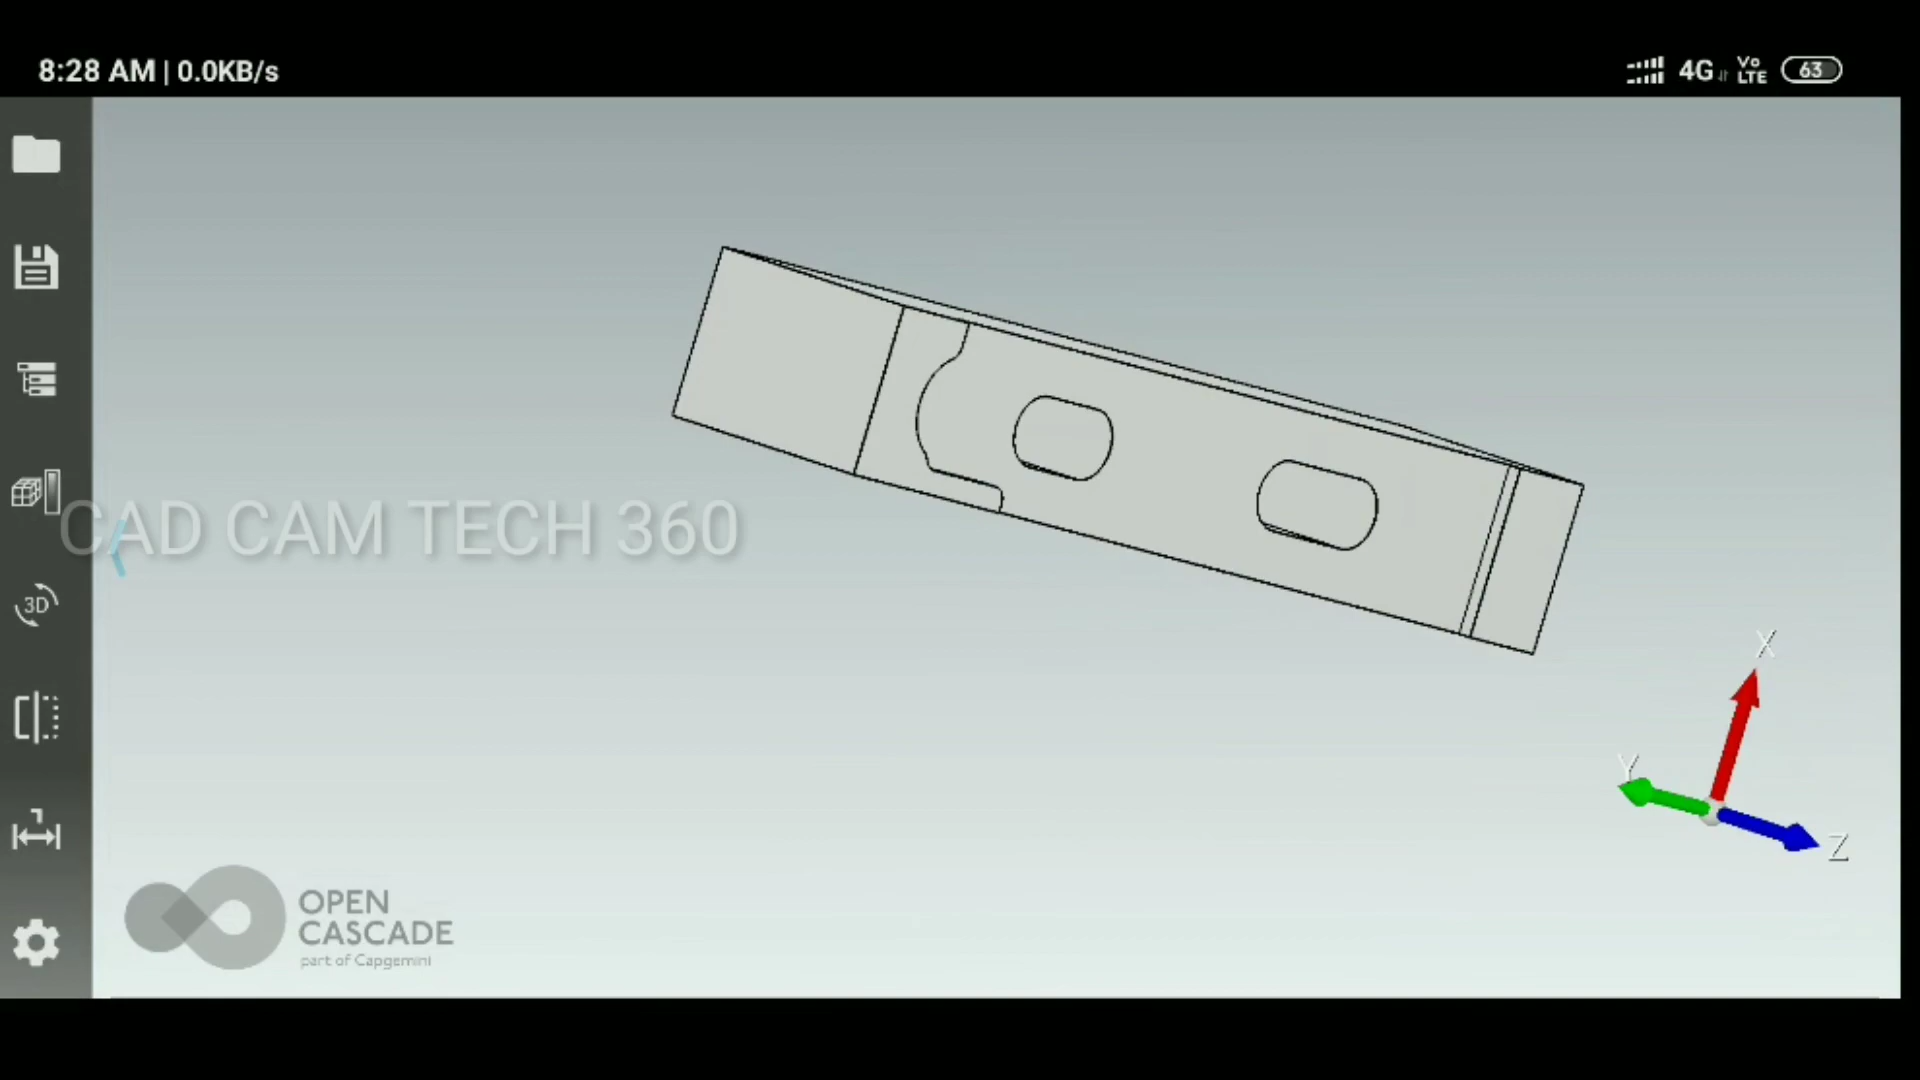 8:28 AM | 0.0KB/s
4G Vo LTE 63
3D
CAD CAM TECH 360
X
Y
Z
OPEN
CASCADE
part of Capgemini